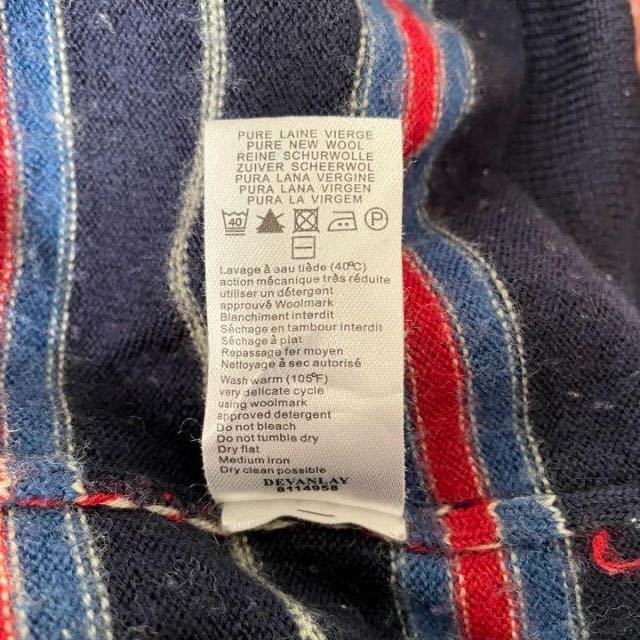 PURE LAINE VIERGE
PURE NEW WOOL
REINE SCHURWOLLE
ZUIVER SCHEERWOL
PURA LANA VERGINE
PURA LANA VIRGEN
PURA LA VIRGEM
40 P
Lavage à eau tiède (40°C)
action mécanique très réduite
utiliser un détergent
approuvé Woolmark
Blanchiment interdit
Séchage en tambour interdit
Séchage à plat
Repassage fer moyen
Nettoyage à sec autorisé
Wash warm (105°F)
very delicate cycle
using woolmark
approved detergent
Do not bleach
Do not tumble dry
Dry flat
Medium iron
Dry clean possible
DEVANLAY
8114958